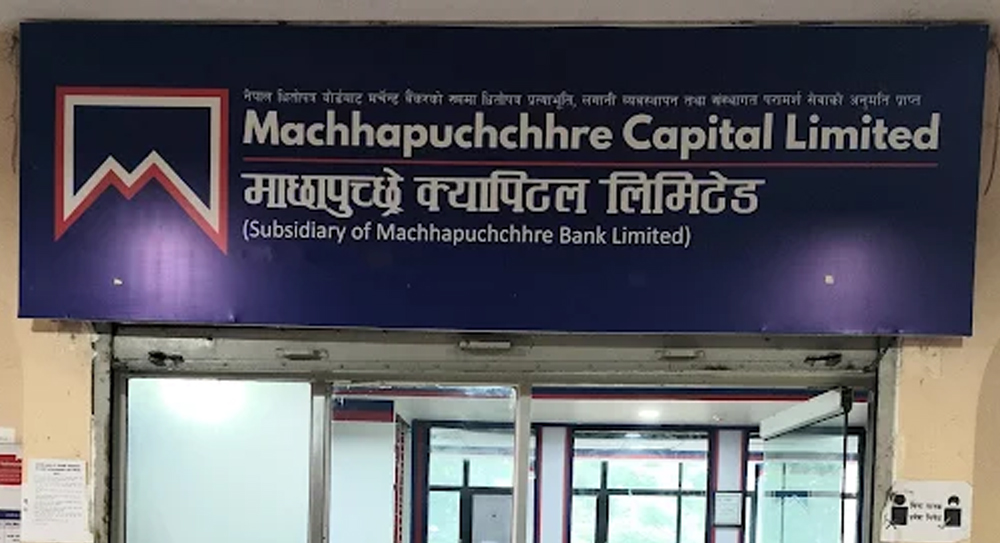 नेपाल धितोपत्र बोर्डबाट मर्चेन्ट बैंकरको रुपमा धितोपत्र प्रत्याभूति, लगानी व्यवस्थापन तथा संस्थागत परामर्श सेवाको अनुमति प्राप्त
Machhapuchchhre Capital Limited
माछापुच्छ्रे क्यापिटल लिमिटेड
(Subsidiary of Machhapuchchhre Bank Limited)